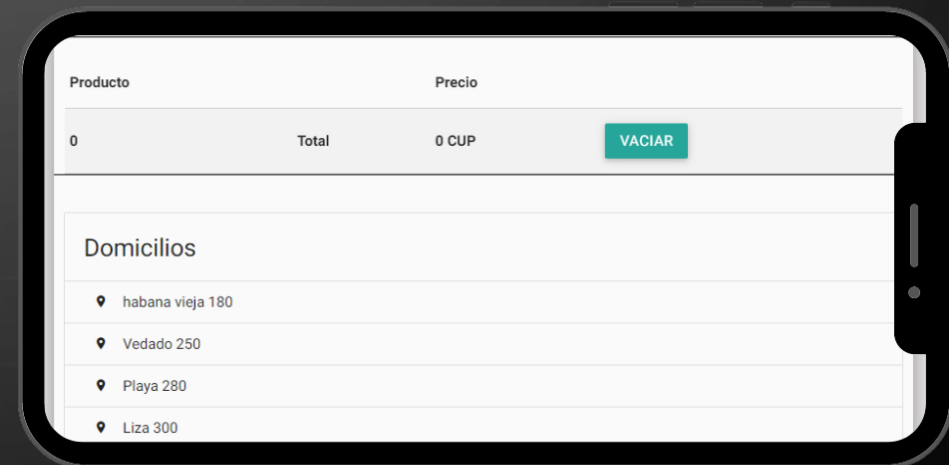 Producto Precio
0 Total 0 CUP VACIAR
Domicilios
habana vieja 180
Vedado 250
Playa 280
Liza 300